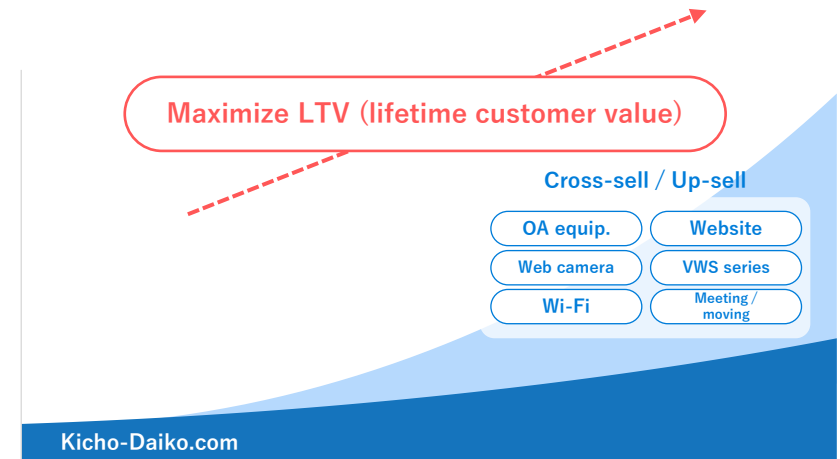 Maximize LTV (lifetime customer value)
Cross-sell / Up-sell
OA equip.
Website
Web camera
VWS series
Wi-Fi
Meeting /
moving
Kicho-Daiko.com